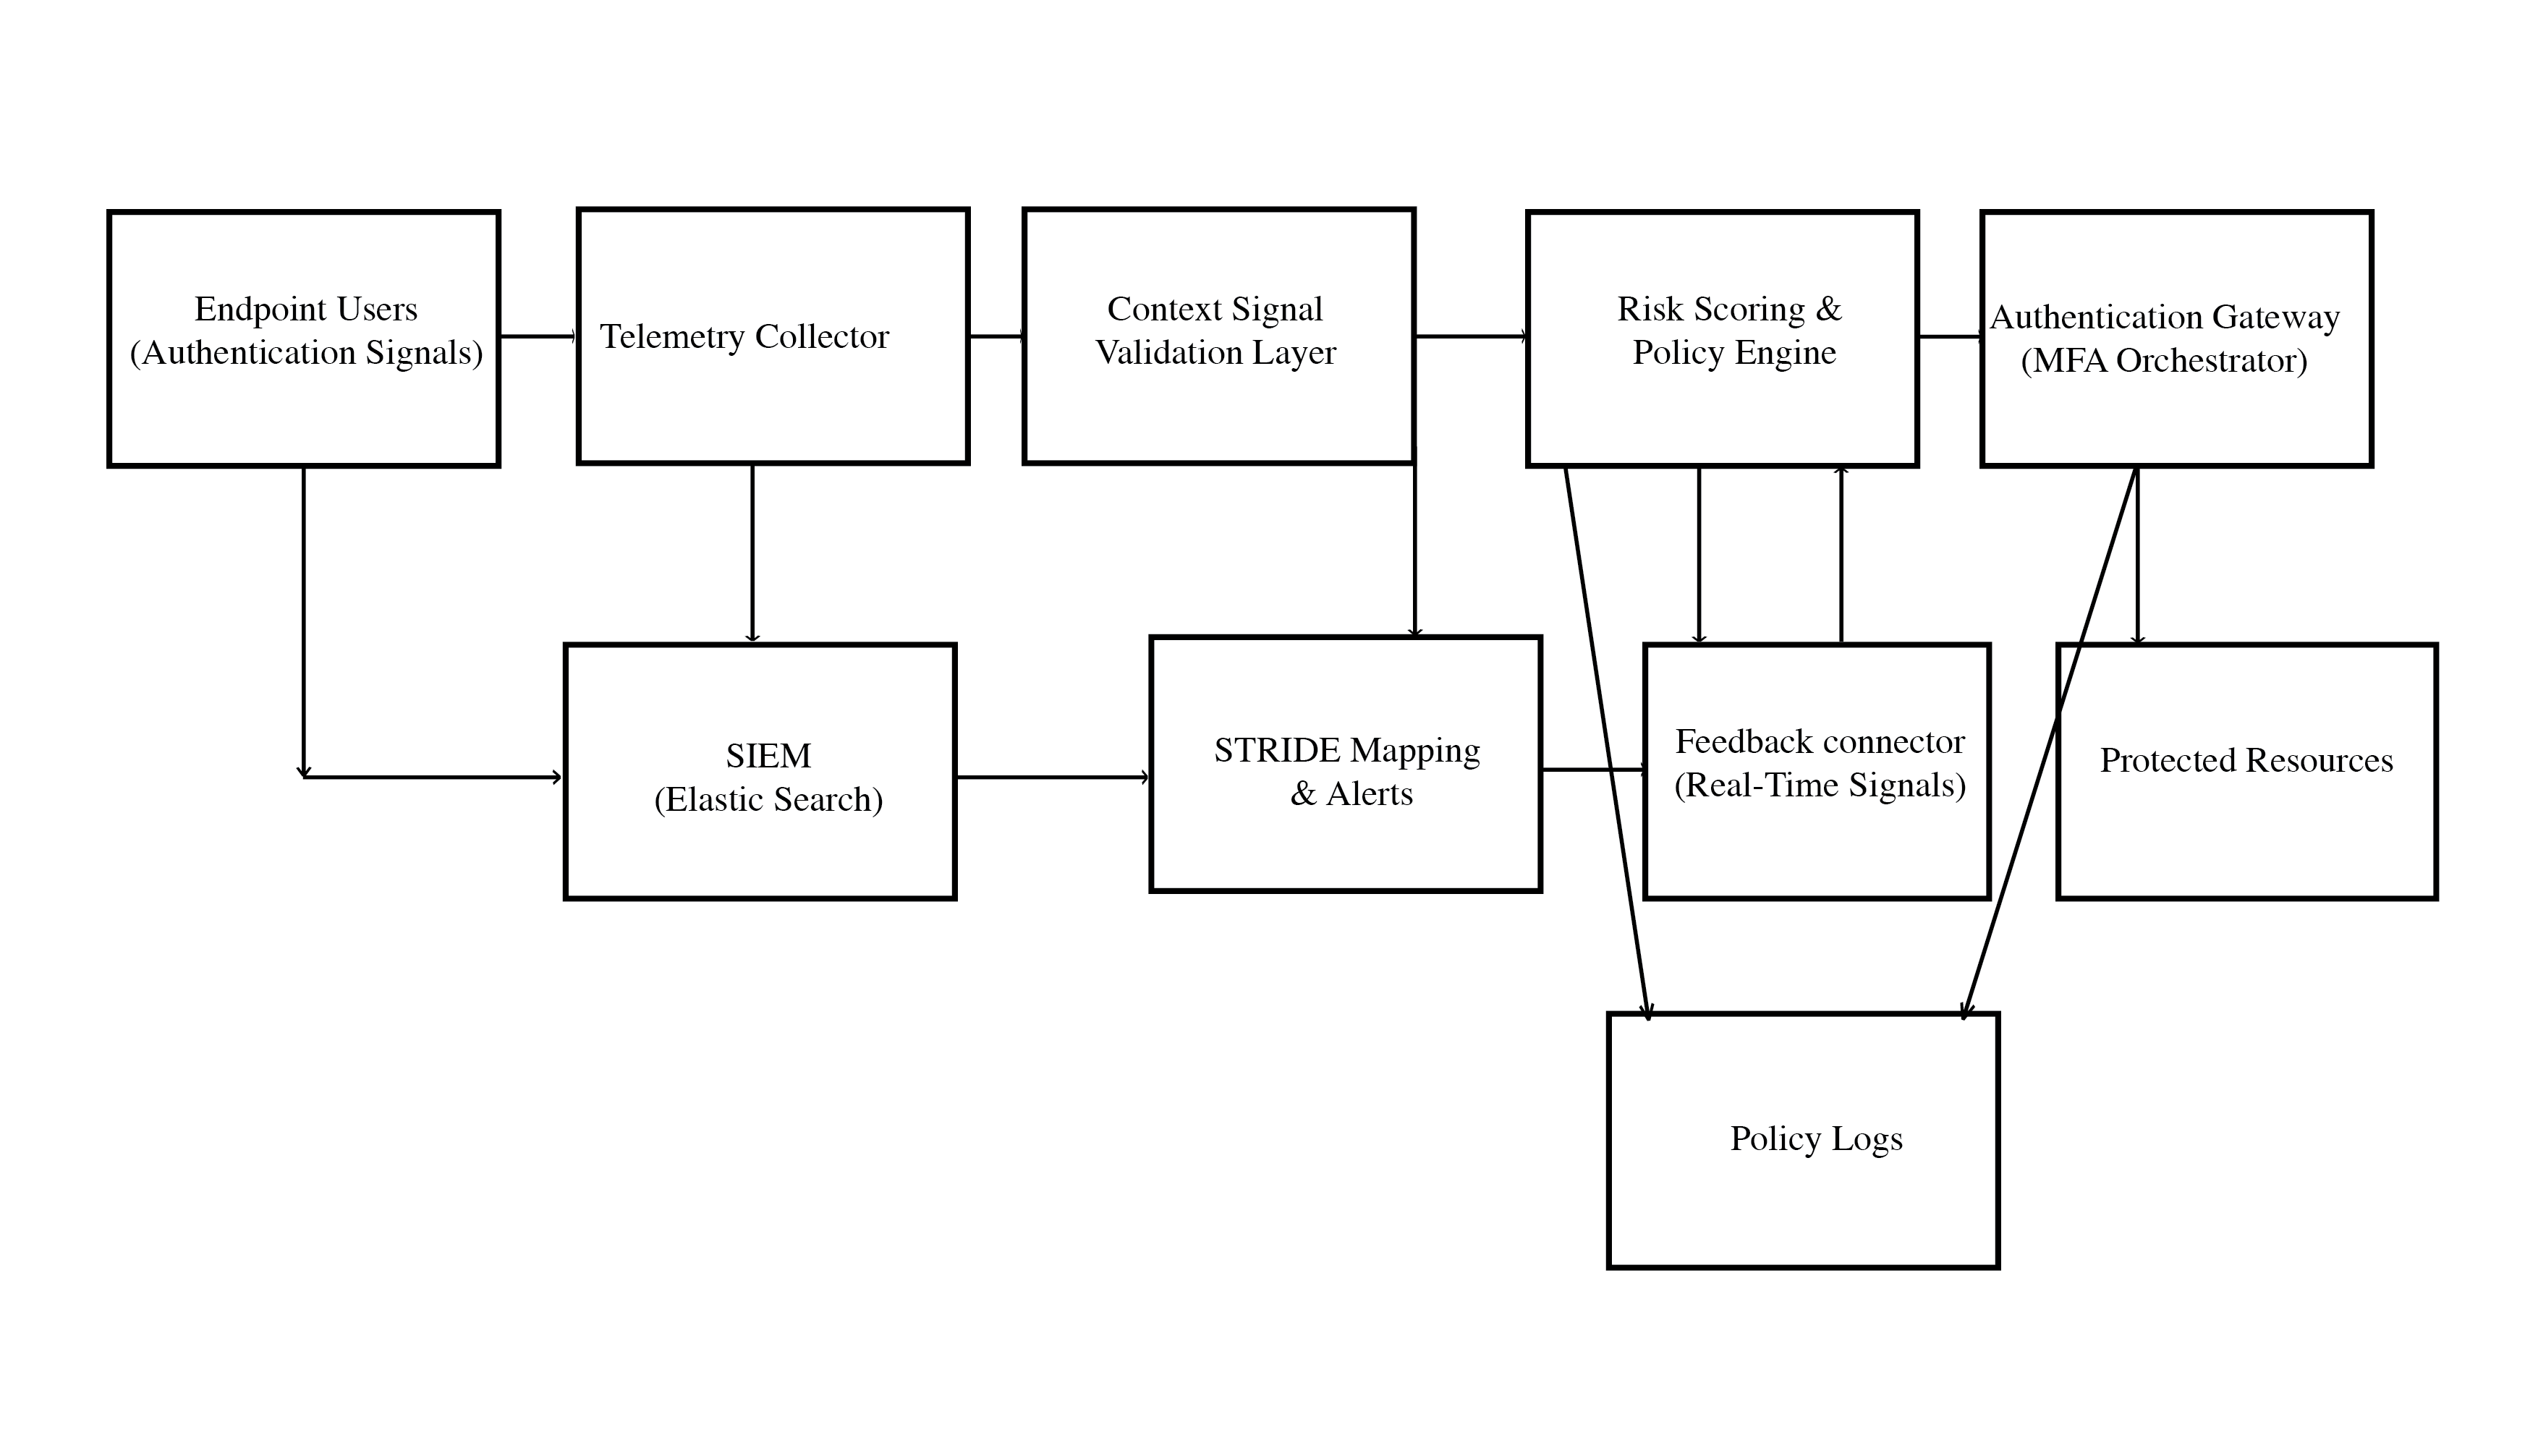 Endpoint Users
(Authentication Signals)
Telemetry Collector
Context Signal
Validation Layer
Risk Scoring &
Policy Engine
Authentication Gateway
(MFA Orchestrator)
SIEM
(Elastic Search)
STRIDE Mapping
& Alerts
Feedback connector
(Real-Time Signals)
Protected Resources
Policy Logs